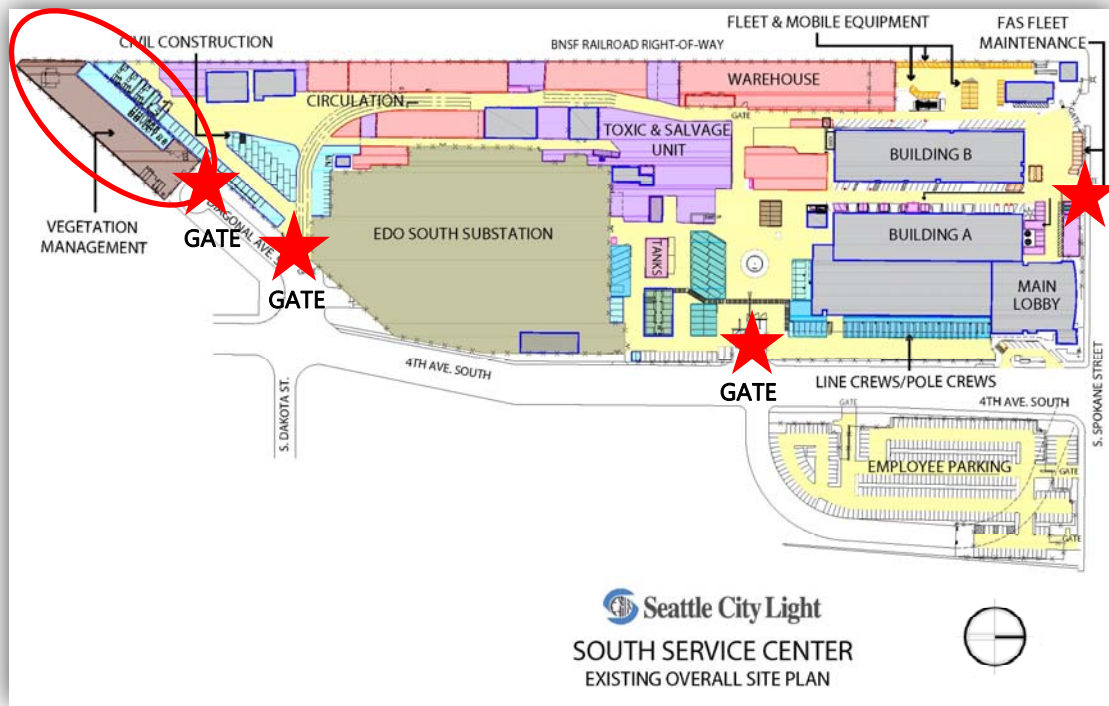 FLEET & MOBILE EQUIPMENT
FAS FLEET
MAINTENANCE
CIVIL CONSTRUCTION
BNSF RAILROAD RIGHT-OF-WAY
WAREHOUSE
CIRCULATION
GATE
GATE
TOXIC & SALVAGE
UNIT
BUILDING B
GATE
DIAGONAL AVE. S
VEGETATION
MANAGEMENT
GATE
EDO SOUTH SUBSTATION
TANKS
BUILDING A
GATE
MAIN
LOBBY
4TH AVE. SOUTH
GATE
LINE CREWS/POLE CREWS
S. DAKOTA ST.
S. SPOKANE STREET
GATE
4TH AVE. SOUTH
EMPLOYEE PARKING
GATE
GATE
Seattle City Light
SOUTH SERVICE CENTER
EXISTING OVERALL SITE PLAN